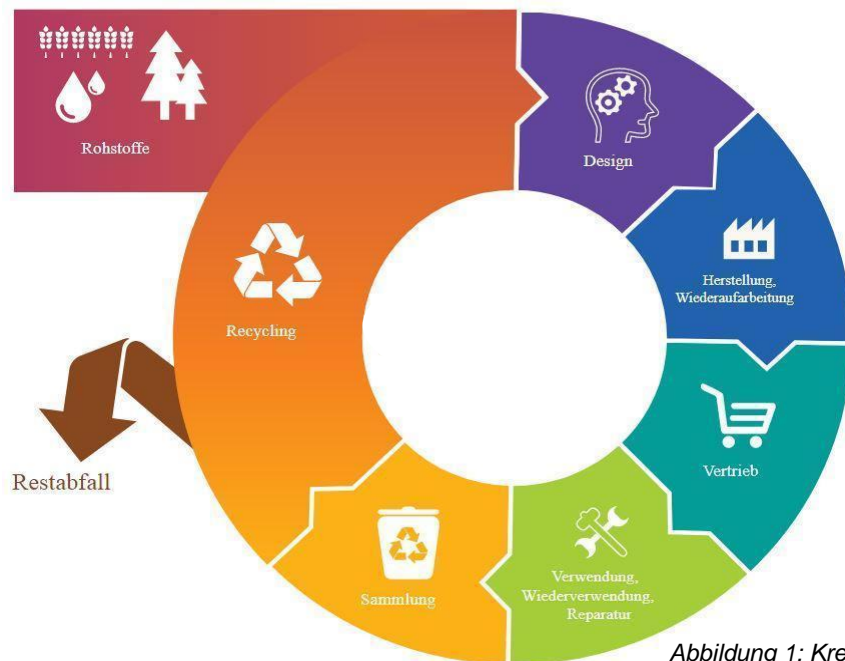 Rohstoffe
Design
Herstellung,
Wiederaufarbeitung
Recycling
Vertrieb
Restabfall
Verwendung,
Wiederverwendung,
Reparatur
Sammlung
Abbildung 1: Kre